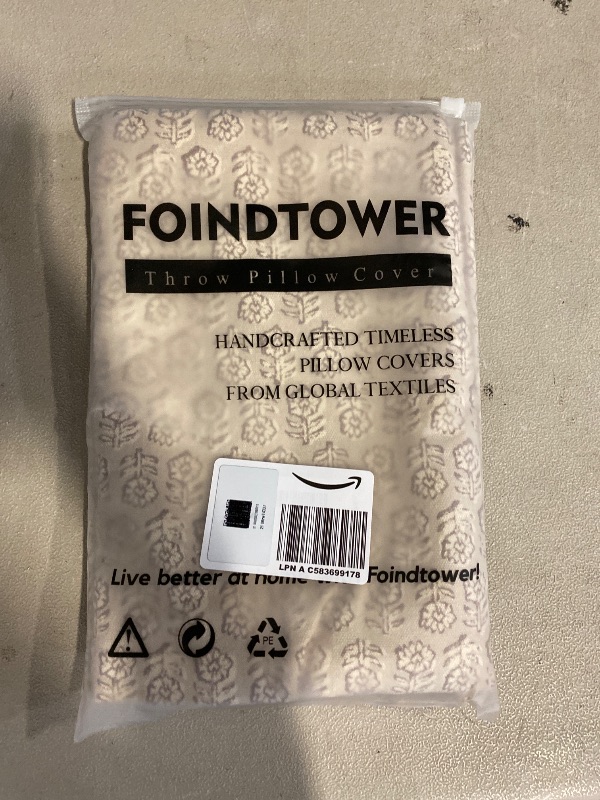 FOINDTOWER
Throw Pillow Cover
HANDCRAFTED TIMELESS
PILLOW COVERS
FROM GLOBAL TEXTILES
LPN A C583699178
Live better at home Foindtower!
PE